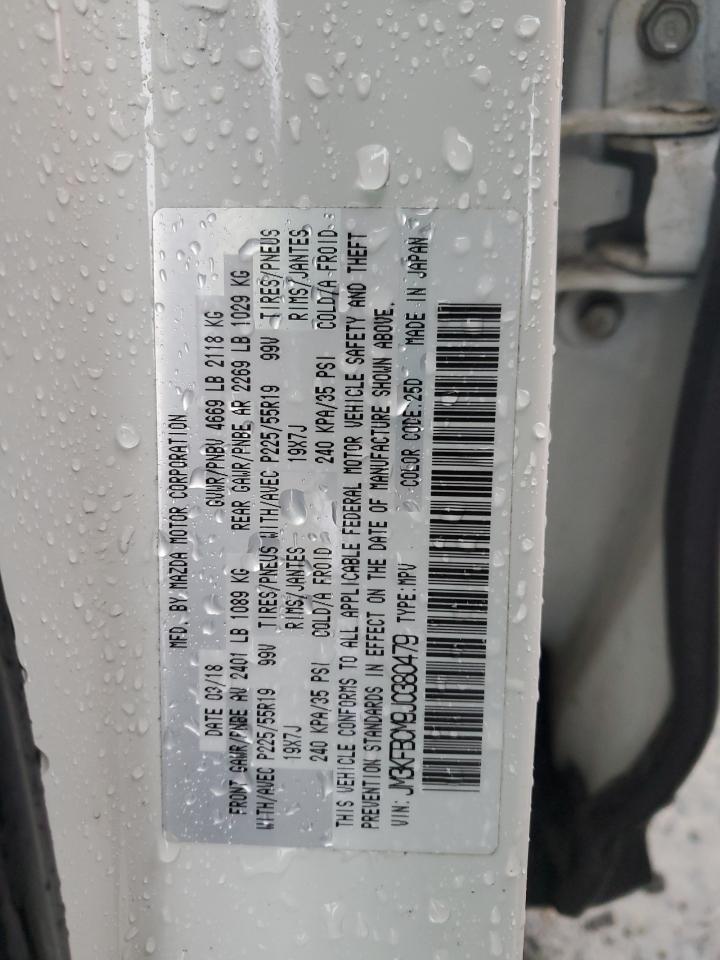 MFD. BY MAZDA MOTOR CORPORATION
DATE 03/18 GVWR/PNBV 4669 LB 2118 KG
FRONT GAWR/PNBE AV 2401 LB 1089 KG REAR GAWR/PNBE AR 2269 LB 1029 KG
WITH/AVEC P225/55R19 99V TIRES/PNEUS WITH/AVEC P225/55R19 99V TIRES/PNEUS
19X7J RIMS/JANTES 19X7J RIMS/JANTES
240 KPA/35 PSI COLD/A FROID 240 KPA/35 PSI COLD/A FROID
THIS VEHICLE CONFORMS TO ALL APPLICABLE FEDERAL MOTOR VEHICLE SAFETY AND THEFT
PREVENTION STANDARDS IN EFFECT ON THE DATE OF MANUFACTURE SHOWN ABOVE.
VIN: JM3KFBCM9J0380479 TYPE:MPV COLOR CODE:25D MADE IN JAPAN